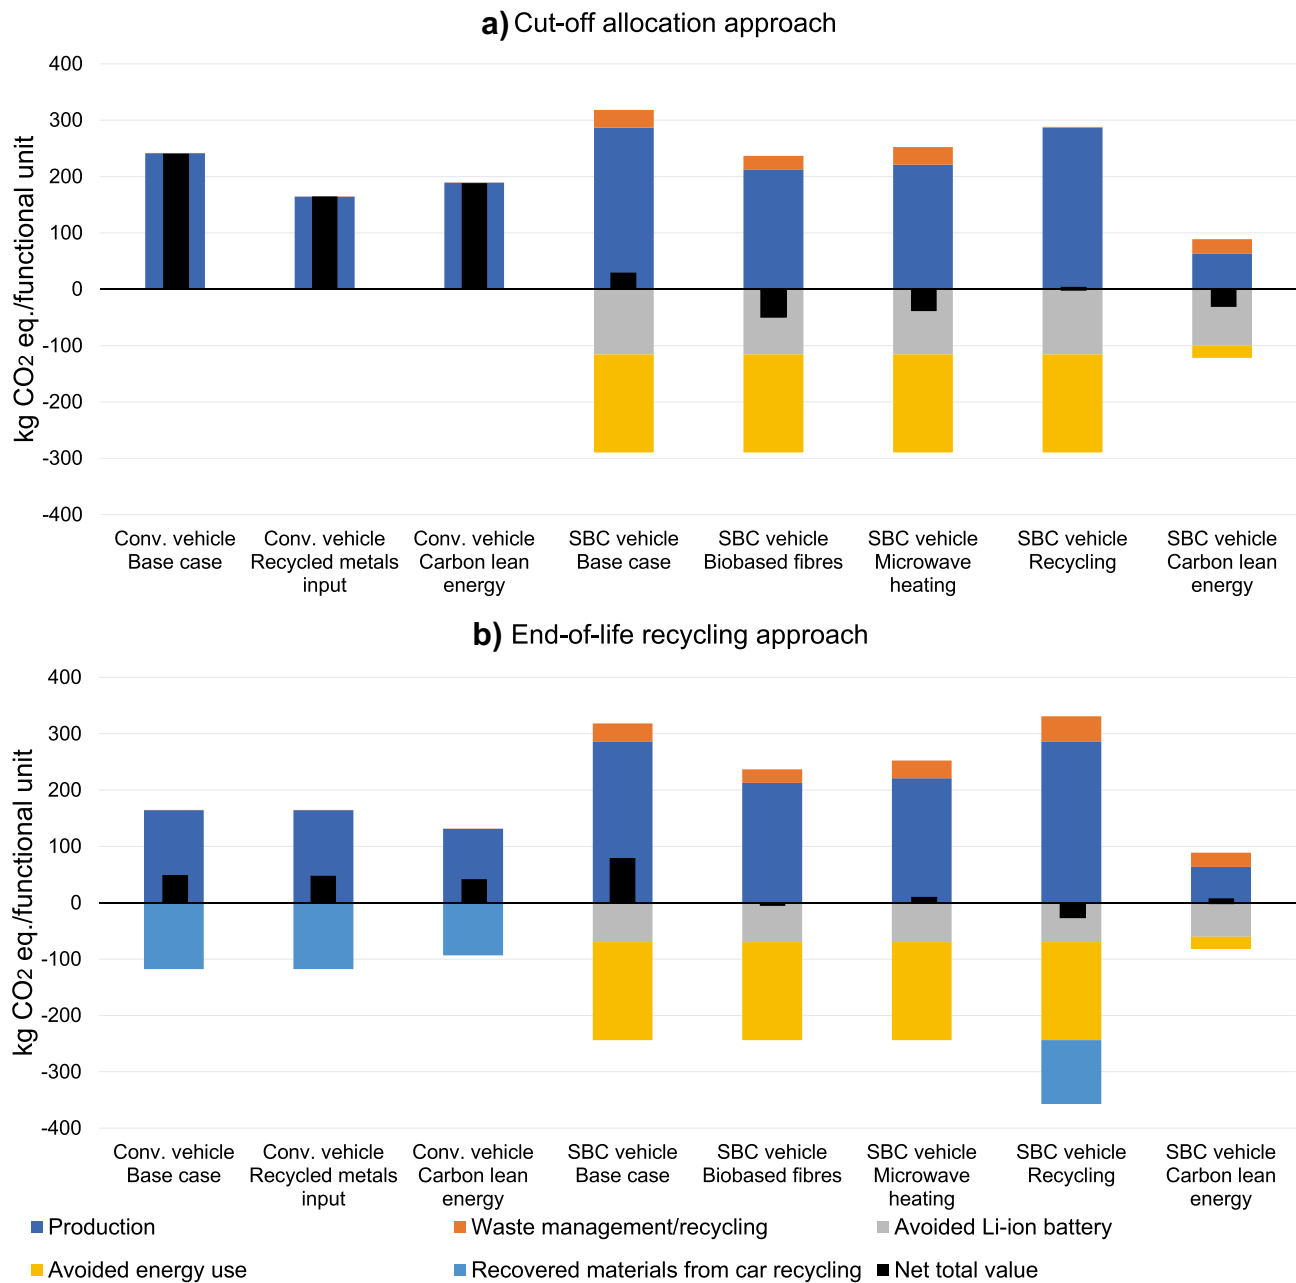 a) Cut-off allocation approach
kg CO2 eq./functional unit
400
300
200
100
0
-100
-200
-300
-400
Conv. vehicle
Base case
Conv. vehicle
Recycled metals
input
Conv. vehicle
Carbon lean
energy
SBC vehicle
Base case
SBC vehicle
Biobased fibres
SBC vehicle
Microwave
heating
SBC vehicle
Recycling
SBC vehicle
Carbon lean
energy
b) End-of-life recycling approach
kg CO2 eq./functional unit
400
300
200
100
0
-100
-200
-300
-400
Conv. vehicle
Base case
Conv. vehicle
Recycled metals
input
Conv. vehicle
Carbon lean
energy
SBC vehicle
Base case
SBC vehicle
Biobased fibres
SBC vehicle
Microwave
heating
SBC vehicle
Recycling
SBC vehicle
Carbon lean
energy
Production
Waste management/recycling
Avoided Li-ion battery
Avoided energy use
Recovered materials from car recycling
Net total value